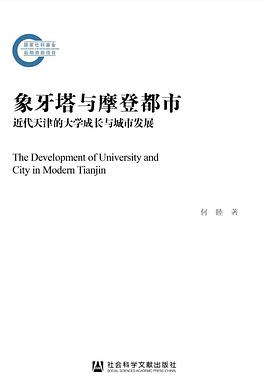 国家社科基金
后期资助项目
象牙塔与摩登都市
近代天津的大学成长与城市发展
The Development of University and
City in Modern Tianjin
何 睦 著
社会科学文献出版社
SOCIAL SCIENCES ACADEMIC PRESS (CHINA)